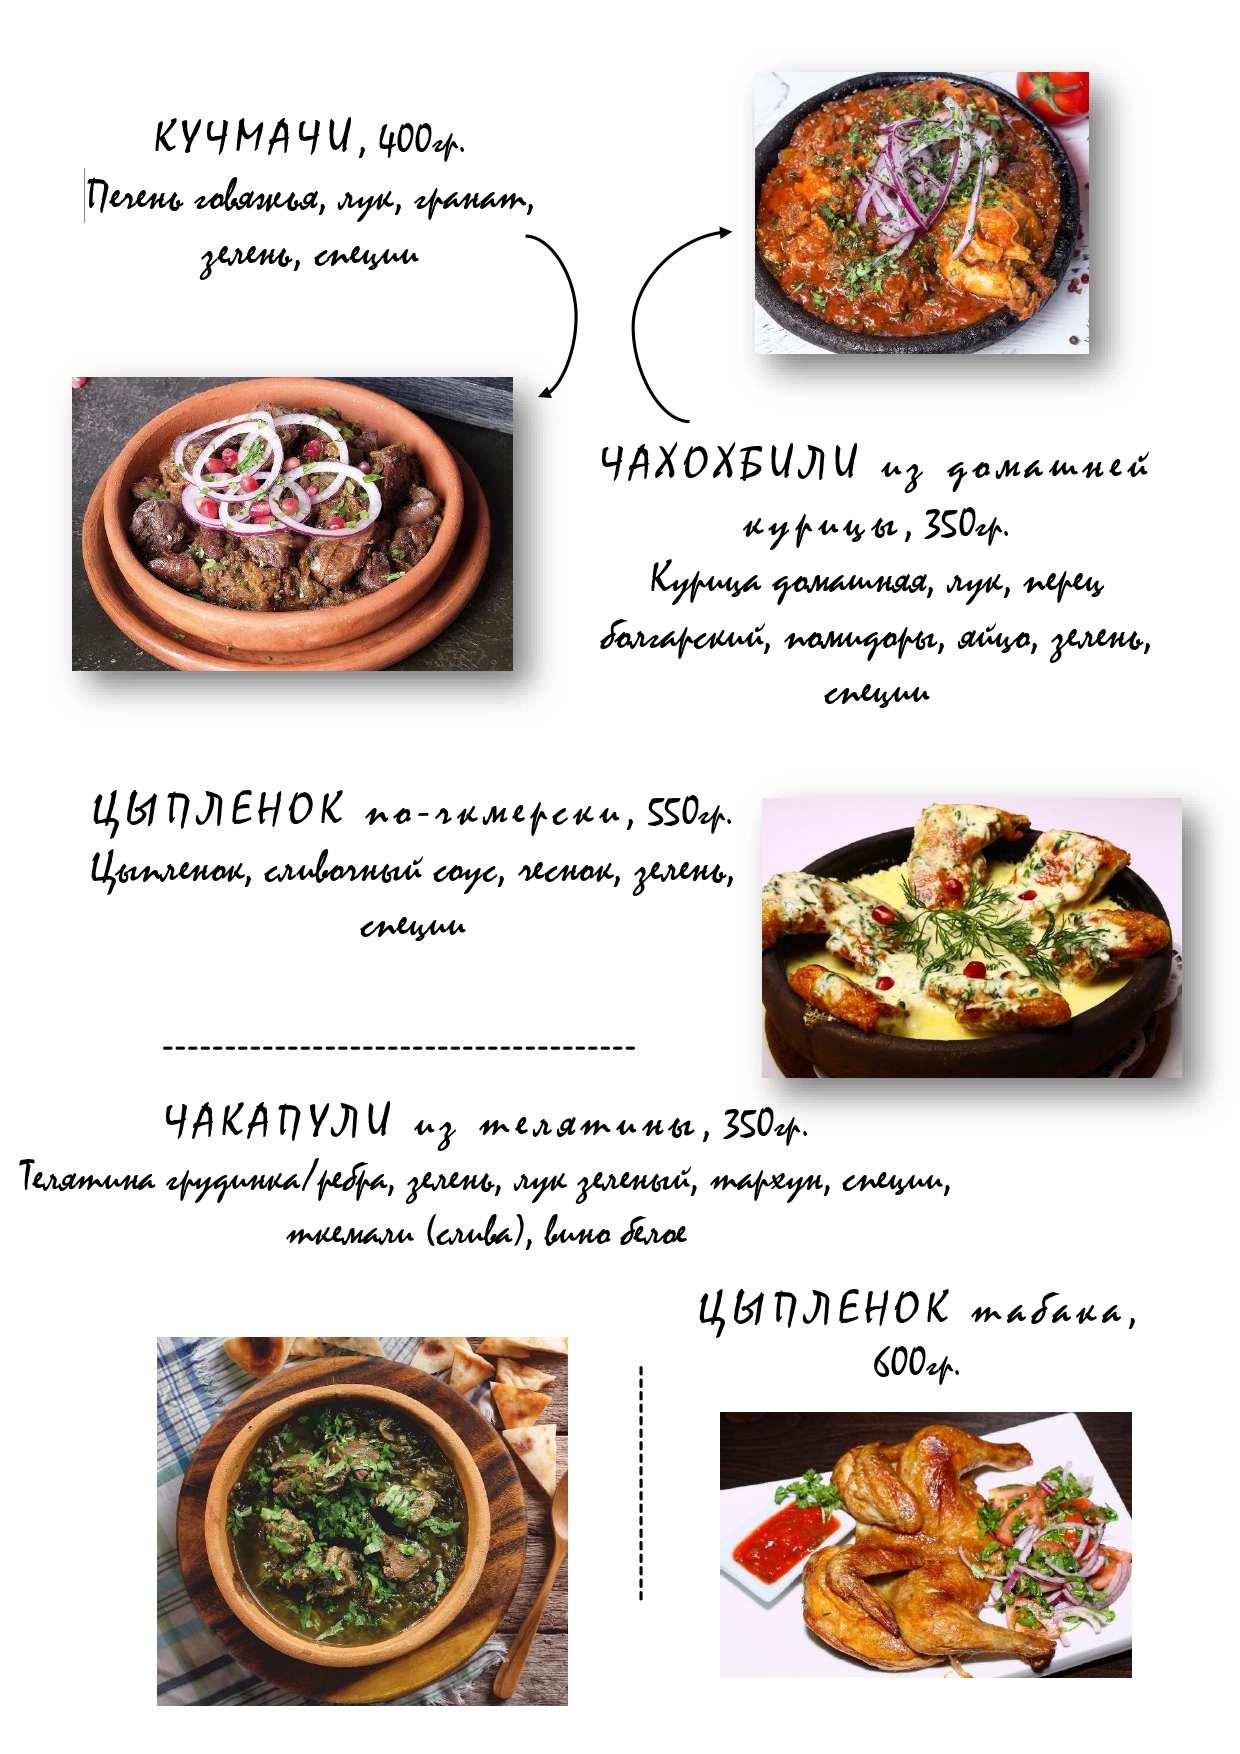 КУЧМАЧИ, 400гр.
Печень говяжья, лук, гранат,
зелень, специи
ЧАХОХБИЛИ из домашней
курицы, 350гр.
Курица домашняя, лук, перец
болгарский, помидоры, яйцо, зелень,
специи
ЦЫПЛЕНОК по-чкмерски, 550гр.
Цыпленок, сливочный соус, чеснок, зелень,
специи
ЧАКАПУЛИ из телятины, 350гр.
Телятина грудинка/ребра, зелень, лук зеленый, тархун, специи,
ткемали (слива), вино белое
ЦЫПЛЕНОК табака,
600гр.